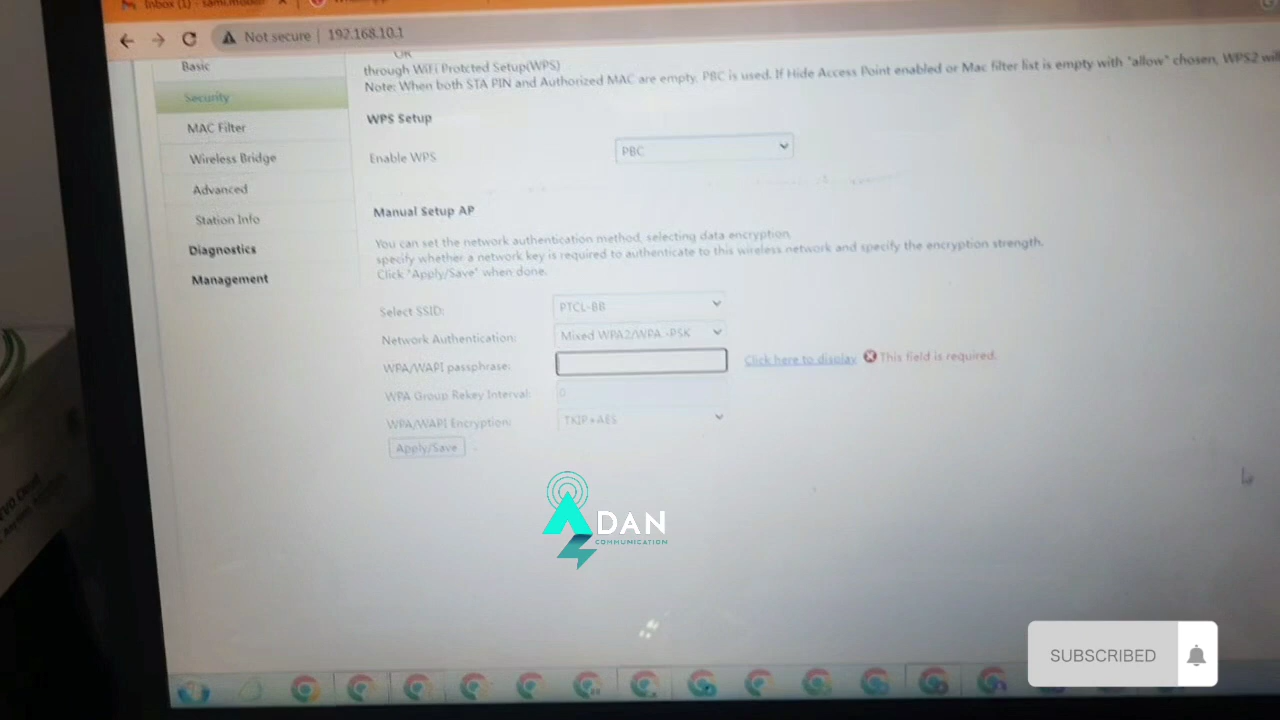 Inbox (1)
Not secure | 192.168.10.1
OR
Basic
through WiFi Protcted Setup(WPS)
Note: When both STA PIN and Authorized MAC are empty, PBC is used. If Hide Access Point enabled or Mac filter list is empty with "allow" chosen, WPS2 will
Security
MAC Filter
WPS Setup
Wireless Bridge
Enable WPS
PBC
Advanced
Station Info
Manual Setup AP
Diagnostics
You can set the network authentication method, selecting data encryption,
specify whether a network key is required to authenticate to this wireless network and specify the encryption strength.
Management
Click "Apply/Save" when done.
Select SSID:
PTCL-BB
Network Authentication:
Mixed WPA2/WPA -PSK
WPA/WAPI passphrase:
Click here to display
This field is required.
WPA Group Rekey Interval:
0
WPA/WAPI Encryption:
TKIP+AES
Apply/Save
ADAN
COMMUNICATION
SUBSCRIBED